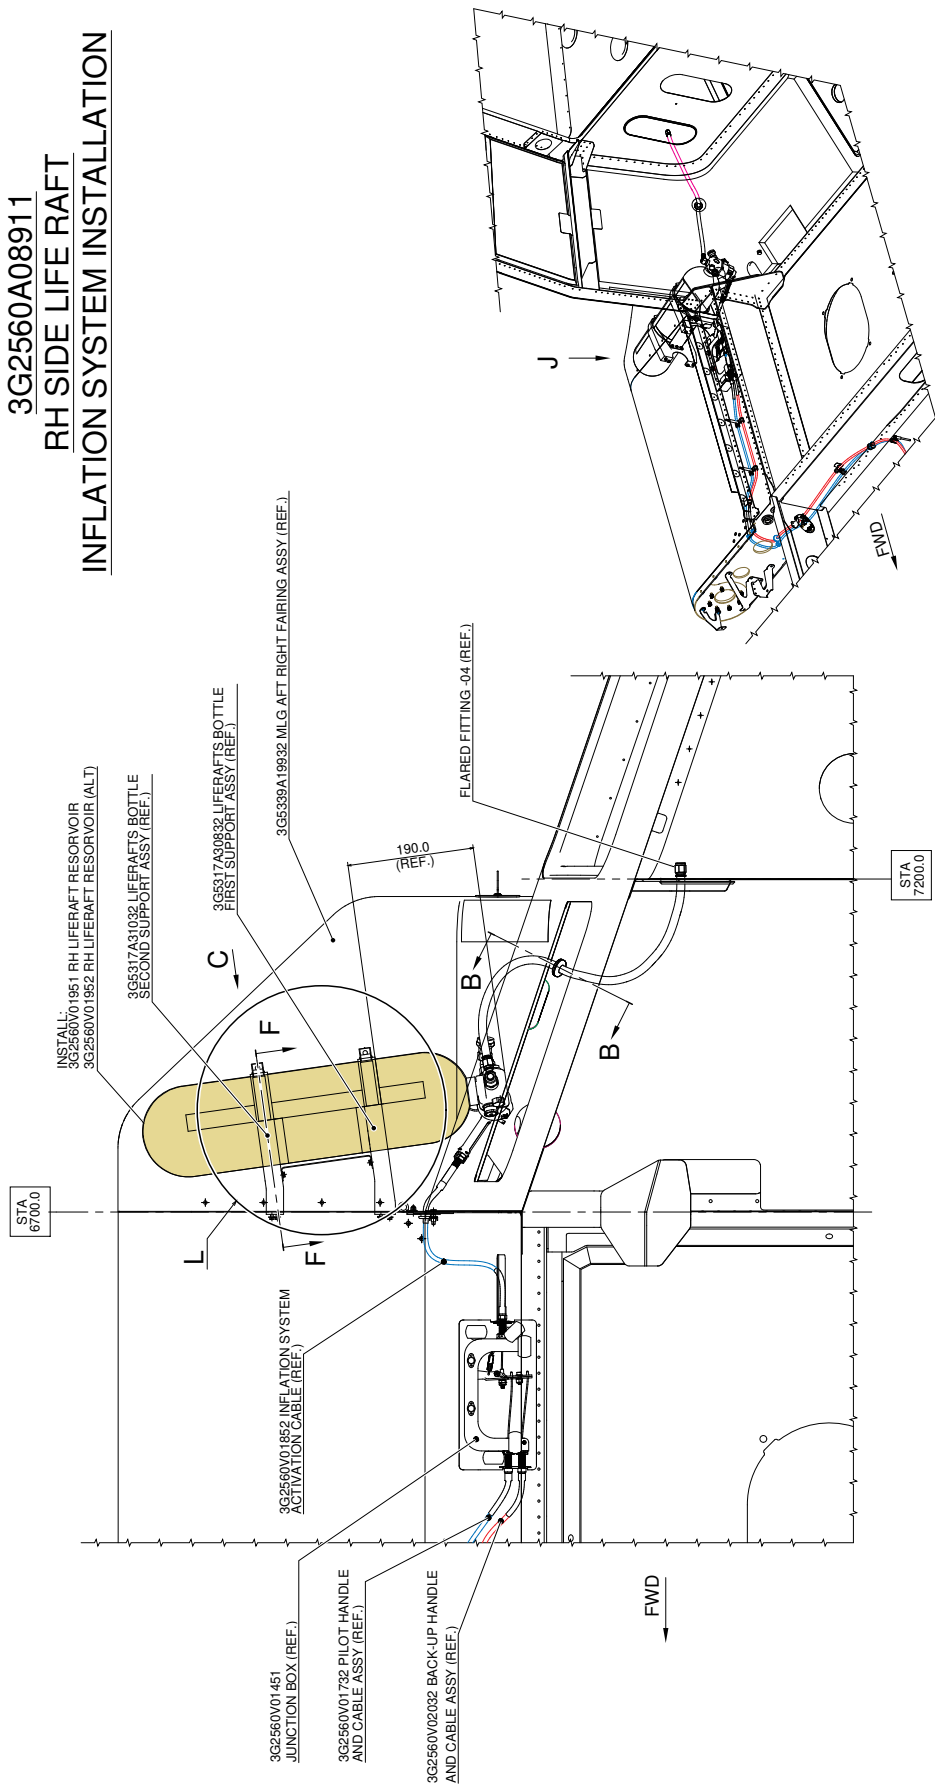 3G2560A08911
RH SIDE LIFE RAFT
INFLATION SYSTEM INSTALLATION
STA
6700.0
INSTALL:
3G2560V01951 RH LIFERAFT RESORVOIR
3G2560V01952 RH LIFERAFT RESORVOIR (ALT)
3G5317A31032 LIFERAFTS BOTTLE
SECOND SUPPORT ASSY (REF.)
3G5317A30832 LIFERAFTS BOTTLE
FIRST SUPPORT ASSY (REF.)
3G5339A19932 MLG AFT RIGHT FAIRING ASSY (REF.)
190.0
(REF.)
FLARED FITTING -04 (REF.)
C
F
F
L
B
B
J
FWD
3G2560V01852 INFLATION SYSTEM
ACTIVATION CABLE (REF.)
3G2560V01451
JUNCTION BOX (REF.)
3G2560V01732 PILOT HANDLE
AND CABLE ASSY (REF.)
3G2560V02032 BACK-UP HANDLE
AND CABLE ASSY (REF.)
FWD
STA
7200.0